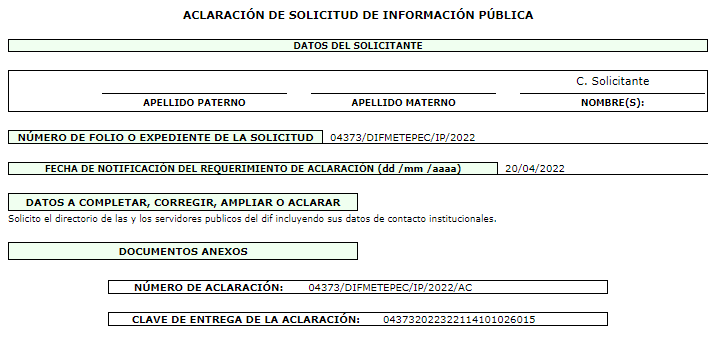 ACLARACIÓN DE SOLICITUD DE INFORMACIÓN PÚBLICA
DATOS DEL SOLICITANTE
C. Solicitante
APELLIDO PATERNO APELLIDO MATERNO NOMBRE(S):
NÚMERO DE FOLIO O EXPEDIENTE DE LA SOLICITUD 04373/DIFMETEPEC/IP/2022
FECHA DE NOTIFICACIÓN DEL REQUERIMIENTO DE ACLARACIÓN (dd /mm /aaaa) 20/04/2022
DATOS A COMPLETAR, CORREGIR, AMPLIAR O ACLARAR
Solicito el directorio de las y los servidores publicos del dif incluyendo sus datos de contacto institucionales.
DOCUMENTOS ANEXOS
NÚMERO DE ACLARACIÓN: 04373/DIFMETEPEC/IP/2022/AC
CLAVE DE ENTREGA DE LA ACLARACIÓN: 043732022322114101026015